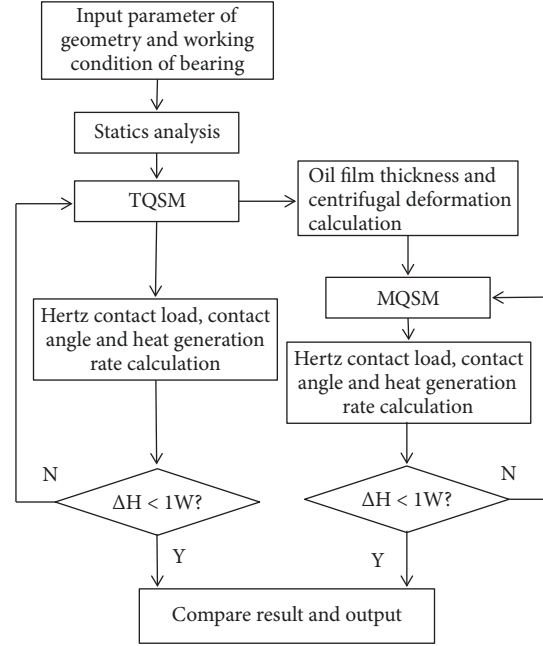 Input parameter of
geometry and working
condition of bearing
Statics analysis
TQSM
Oil film thickness and
centrifugal deformation
calculation
MQSM
Hertz contact load, contact
angle and heat generation
rate calculation
Hertz contact load, contact
angle and heat generation
rate calculation
N
ΔH < 1W?
Y
N
ΔH < 1W?
Y
Compare result and output